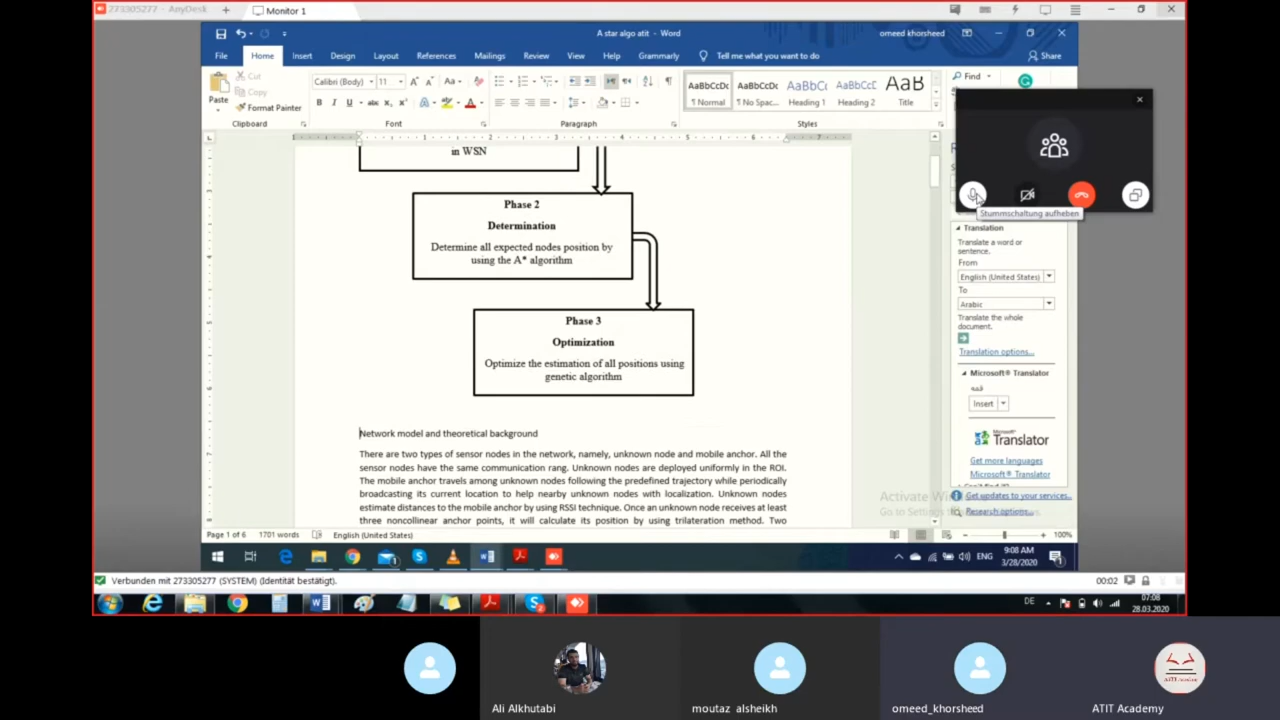 273305277 - AnyDesk
Monitor 1
A star algo atit - Word
omeed khorsheed
File Home Insert Design Layout References Mailings Review View Help Grammarly Tell me what you want to do Share
Cut
Copy
Paste
Format Painter
Clipboard
Calibri (Body) 11
Font
Paragraph
AaBbCcDc AaBbCcDc AaBbCc AaBbCcC AaB
¶ Normal ¶ No Spac... Heading 1 Heading 2 Title
Styles
Find
Stummschaltung aufheben
in WSN
Phase 2
Determination
Determine all expected nodes position by
using the A* algorithm
Phase 3
Optimization
Optimize the estimation of all positions using
genetic algorithm
Network model and theoretical background
There are two types of sensor nodes in the network, namely, unknown node and mobile anchor. All the
sensor nodes have the same communication rang. Unknown nodes are deployed uniformly in the ROI.
The mobile anchor travels among unknown nodes following the predefined trajectory while periodically
broadcasting its current location to help nearby unknown nodes with localization. Unknown nodes
estimate distances to the mobile anchor by using RSSI technique. Once an unknown node receives at least
three noncollinear anchor points, it will calculate its position by using trilateration method. Two
Translation
Translate a word or
sentence.
From
English (United States)
To
Arabic
Translate the whole
document.
Translation options...
Microsoft® Translator
قمه
Insert
Microsoft®
Translator
Get more languages
Microsoft® Translator
Get updates to your services...
Research options...
Page 1 of 6 1701 words English (United States) 100%
ENG
9:08 AM
3/28/2020
Verbunden mit 273305277 (SYSTEM) (Identität bestätigt). 00:02
DE
07:08
28.03.2020
Ali Alkhutabi
moutaz alsheikh
omeed_khorsheed
ATIT Academy